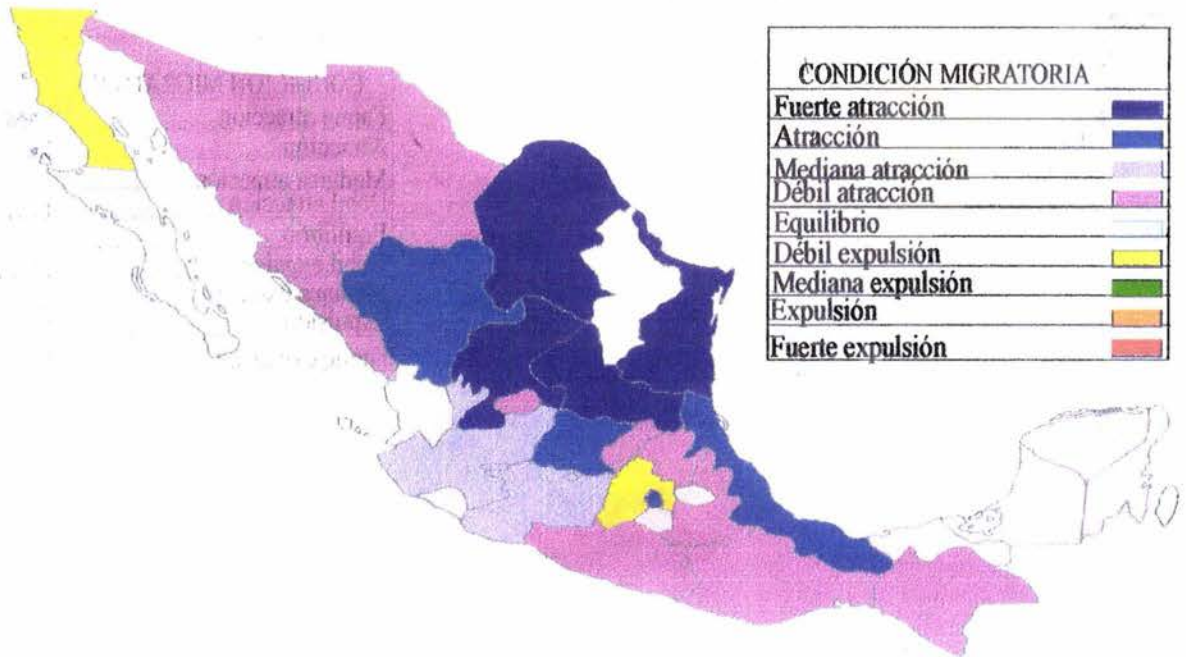 CONDICIÓN MIGRATORIA
Fuerte atracción
Atracción
Mediana atracción
Débil atracción
Equilibrio
Débil expulsión
Mediana expulsión
Expulsión
Fuerte expulsión